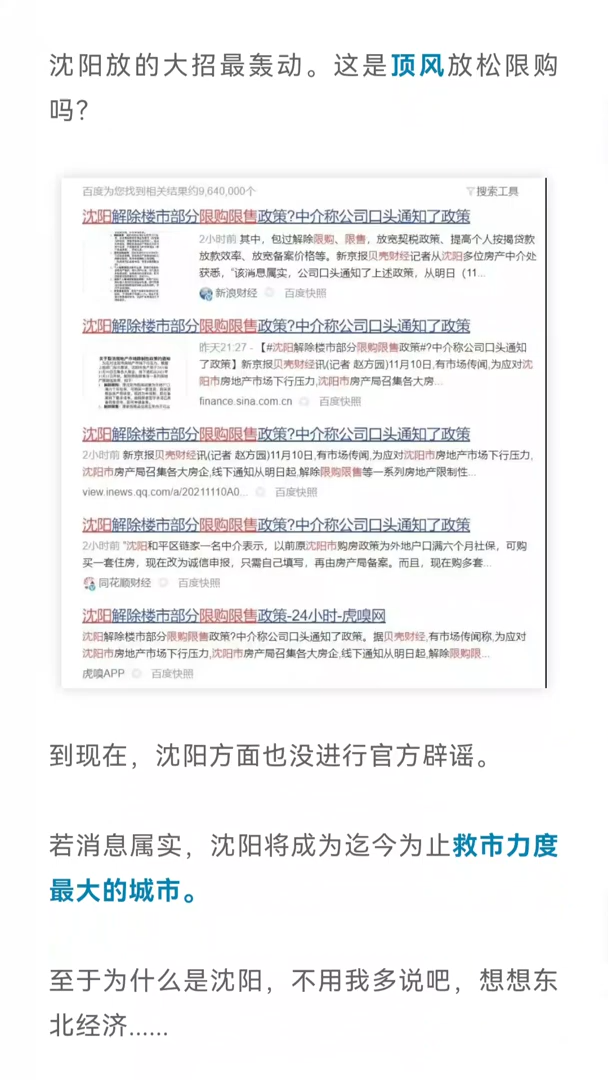 沈阳放的大招最轰动。这是顶风放松限购
吗？
百度为您找到相关结果约9,640,000个
搜索工具
沈阳解除楼市部分限购限售政策?中介称公司口头通知了政策
2小时前 其中，包过解除限购、限售，放宽契税政策、提高个人按揭贷款
放款效率、放宽备案价格等。新京报贝壳财经记者从沈阳多位房产中介处
获悉，“该消息属实，公司口头通知了上述政策，从明日（11...
新浪财经 百度快照
沈阳解除楼市部分限购限售政策?中介称公司口头通知了政策
昨天21:27 - 【#沈阳解除楼市部分限购限售政策#?中介称公司口头通知
了政策】新京报贝壳财经讯(记者 赵方园)11月10日,有市场传闻,为应对沈
阳市房地产市场下行压力,沈阳市房产局召集各大房...
finance.sina.com.cn 百度快照
沈阳解除楼市部分限购限售政策?中介称公司口头通知了政策
2小时前 新京报贝壳财经讯(记者 赵方园)11月10日,有市场传闻,为应对沈阳市房地产市场下行压力,
沈阳市房产局召集各大房企,线下通知从明日起,解除限购限售等一系列房地产限制性...
view.inews.qq.com/a/20211110A0... 百度快照
沈阳解除楼市部分限购限售政策?中介称公司口头通知了政策
2小时前 “沈阳和平区链家一名中介表示，以前原沈阳市购房政策为外地户口满六个月社保，可购
买一套住房，现在改为诚信申报，只需自己填写，再由房产局备案。而且，现在购多套...
同花顺财经 百度快照
沈阳解除楼市部分限购限售政策-24小时-虎嗅网
沈阳解除楼市部分限购限售政策?中介称公司口头通知了政策。据贝壳财经,有市场传闻称,为应对
沈阳市房地产市场下行压力,沈阳市房产局召集各大房企,线下通知从明日起,解除限购限...
虎嗅APP 百度快照
到现在，沈阳方面也没进行官方辟谣。
若消息属实，沈阳将成为迄今为止救市力度
最大的城市。
至于为什么是沈阳，不用我多说吧，想想东
北经济......